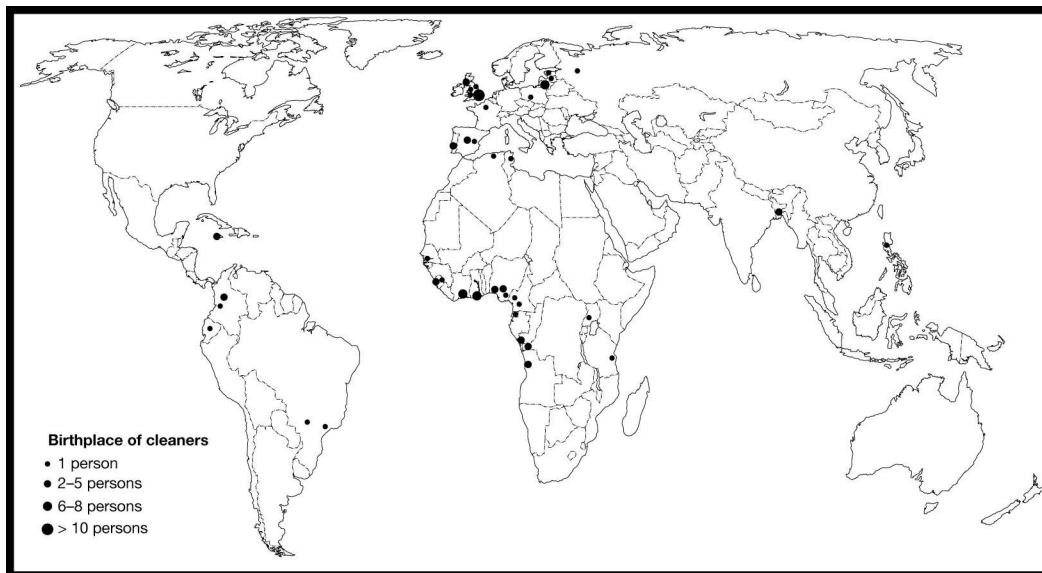 Birthplace of cleaners
1 person
2–5 persons
6–8 persons
> 10 persons